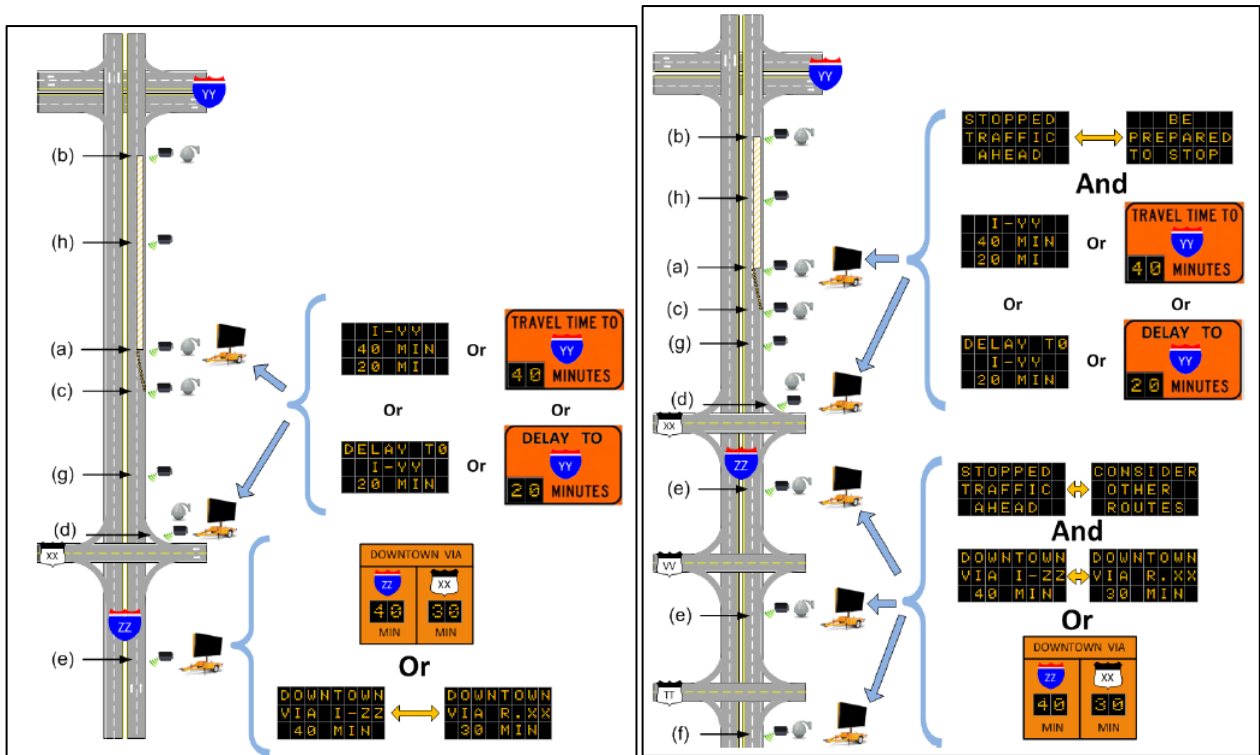 YY
(b)
(h)
(a)
(c)
(g)
(d)
XX
ZZ
(e)
I-YY
40 MIN
20 MI
Or
TRAVEL TIME TO
YY
40 MINUTES
Or
Or
DELAY TO
I-YY
20 MIN
Or
DELAY TO
YY
20 MINUTES
DOWNTOWN VIA
ZZ XX
40 30
MIN MIN
Or
DOWNTOWN
VIA I-ZZ
40 MIN
DOWNTOWN
VIA R.XX
30 MIN
YY
(b)
(h)
(a)
(c)
(g)
(d)
XX
ZZ
(e)
VV
(e)
TT
(f)
STOPPED
TRAFFIC
AHEAD
BE
PREPARED
TO STOP
And
I-YY
40 MIN
20 MI
Or
TRAVEL TIME TO
YY
40 MINUTES
Or
Or
DELAY TO
I-YY
20 MIN
Or
DELAY TO
YY
20 MINUTES
STOPPED
TRAFFIC
AHEAD
CONSIDER
OTHER
ROUTES
And
DOWNTOWN
VIA I-ZZ
40 MIN
DOWNTOWN
VIA R.XX
30 MIN
Or
DOWNTOWN VIA
ZZ XX
40 30
MIN MIN